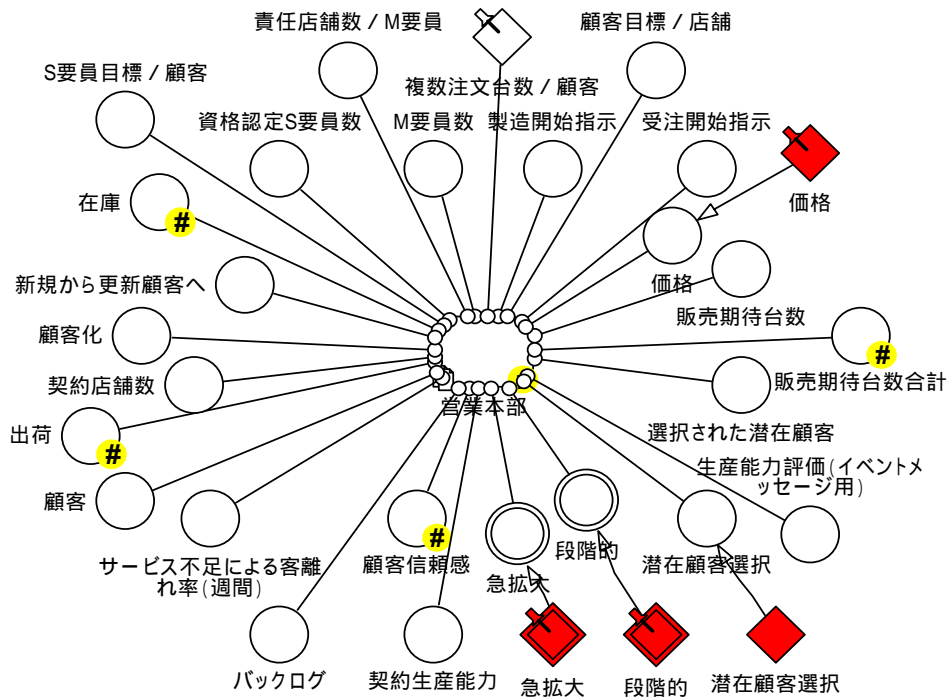 責任店舗数 / M要員
顧客目標 / 店舗
S要員目標 / 顧客
複数注文台数 / 顧客
資格認定S要員数
M要員数
製造開始指示
受注開始指示
在庫
#
価格
価格
新規から更新顧客へ
販売期待台数
顧客化
#
販売期待台数合計
契約店舗数
営業本部
出荷
#
選択された潜在顧客
生産能力評価(イベントメ
ッセージ用)
顧客
サービス不足による客離
れ率(週間)
#
顧客信頼感
急拡大
段階的
潜在顧客選択
バックログ
契約生産能力
急拡大
段階的
潜在顧客選択